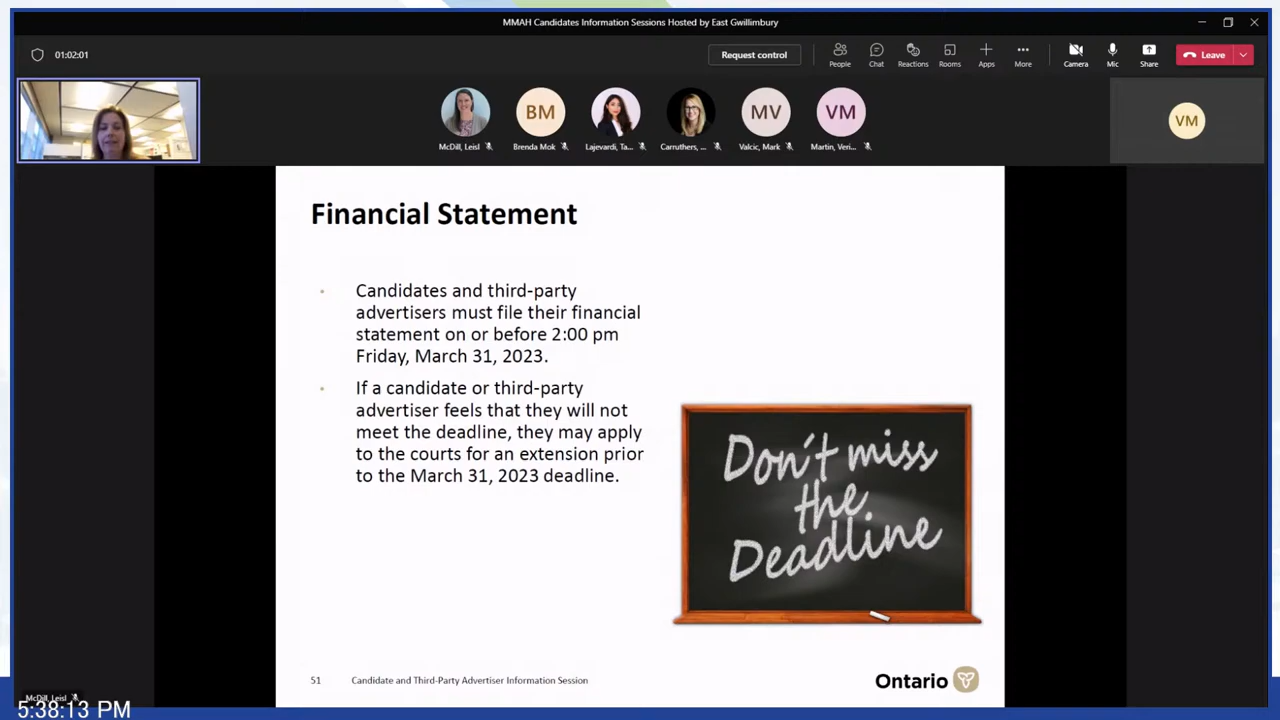 MMAH Candidates Information Sessions Hosted by East Gwillimbury
01:02:01
Request control
People
Chat
Reactions
Rooms
Apps
More
Camera
Mic
Share
Leave
BM
MV
VM
VM
McDill, Leisl
Brenda Mok
Lajevardi, Ta...
Carruthers, ...
Valcic, Mark
Martin, Veri...
Financial Statement
• Candidates and third-party
advertisers must file their financial
statement on or before 2:00 pm
Friday, March 31, 2023.
• If a candidate or third-party
advertiser feels that they will not
meet the deadline, they may apply
to the courts for an extension prior
to the March 31, 2023 deadline.
Don't miss
the
Deadline
51
Candidate and Third-Party Advertiser Information Session
Ontario
McDill, Leisl
5:38:13 PM